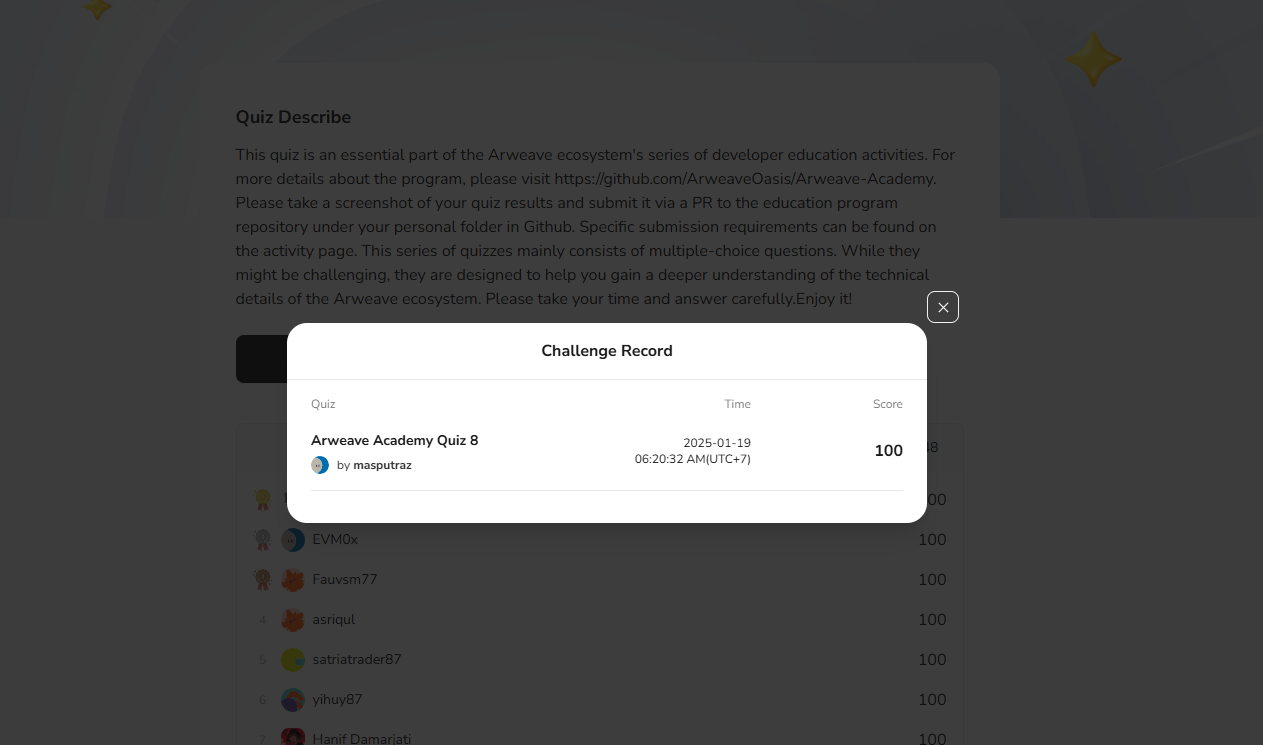 Quiz Describe
This quiz is an essential part of the Arweave ecosystem's series of developer education activities. For
more details about the program, please visit https://github.com/ArweaveOasis/Arweave-Academy.
Please take a screenshot of your quiz results and submit it via a PR to the education program
repository under your personal folder in Github. Specific submission requirements can be found on
the activity page. This series of quizzes mainly consists of multiple-choice questions. While they
might be challenging, they are designed to help you gain a deeper understanding of the technical
details of the Arweave ecosystem. Please take your time and answer carefully.Enjoy it!
Challenge Record
Quiz Time Score
Arweave Academy Quiz 8
by masputraz
2025-01-19
06:20:32 AM(UTC+7)
100
EVM0x 100
Fauvsm77 100
4 asriqul 100
5 satriatrader87 100
6 yihuy87 100
7 Hanif Damarjati 100